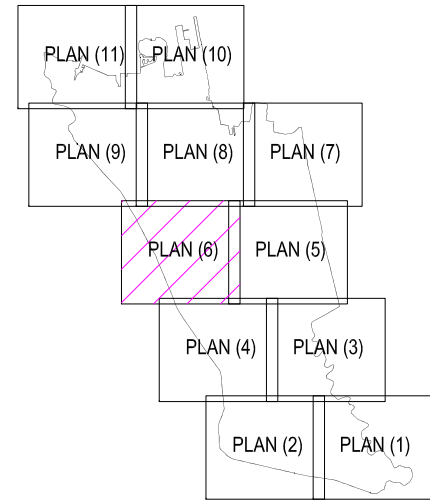 PLAN (11) PLAN (10)
PLAN (9) PLAN (8) PLAN (7)
PLAN (6) PLAN (5)
PLAN (4) PLAN (3)
PLAN (2) PLAN (1)